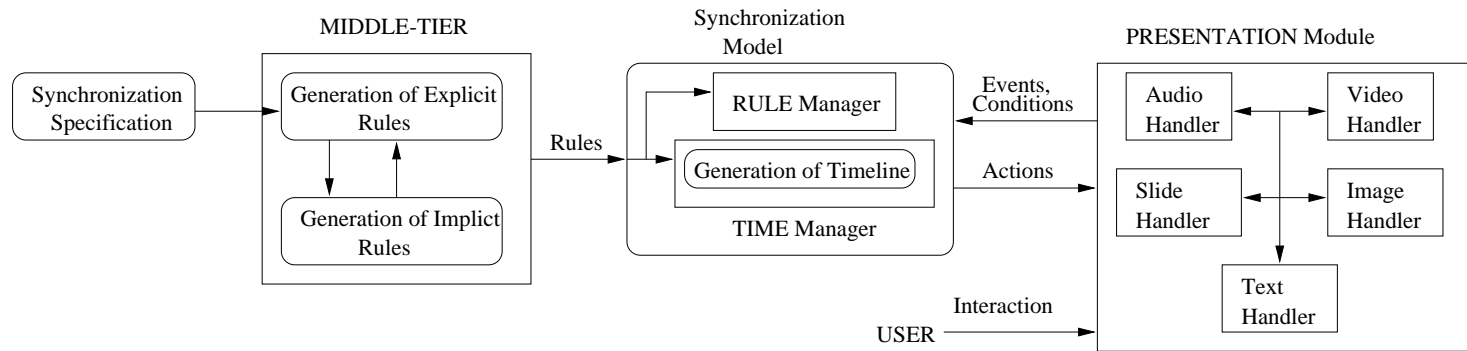 MIDDLE-TIER
Synchronization
Model
PRESENTATION Module
Synchronization
Specification
Generation of Explicit
Rules
Generation of Implict
Rules
Rules
RULE Manager
Generation of Timeline
TIME Manager
Events,
Conditions
Actions
Audio
Handler
Video
Handler
Slide
Handler
Image
Handler
Text
Handler
Interaction
USER